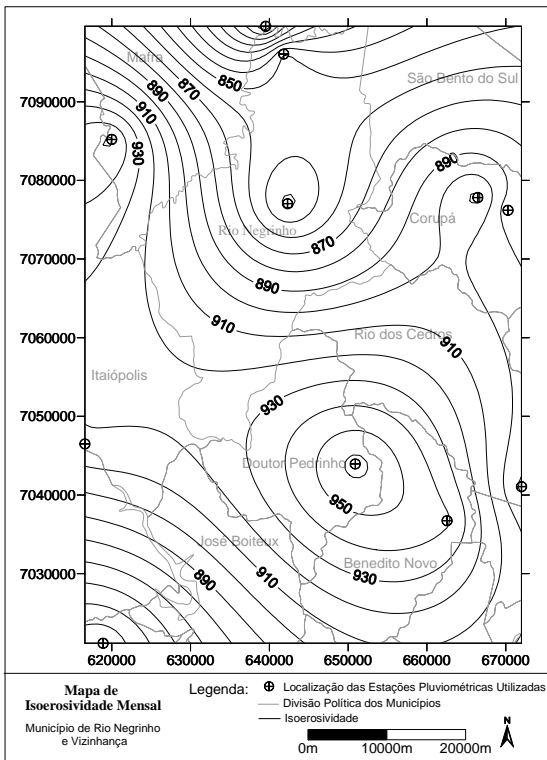 Mafra
850
São Bento do Sul
7090000
890
870
910
930
7080000
890
Corupá
Rio Negrinho
870
7070000
890
910
7060000
Rio dos Cedros
910
Itaiópolis
7050000
930
Doutor Pedrinho
7040000
950
José Boiteux
Benedito Novo
7030000
890
910
930
620000 630000 640000 650000 660000 670000
Mapa de
Isoerosividade Mensal
Município de Rio Negrinho
e Vizinhança
Legenda:
Localização das Estações Pluviométricas Utilizadas
Divisão Política dos Municípios
Isoerosividade
N
0m 10000m 20000m